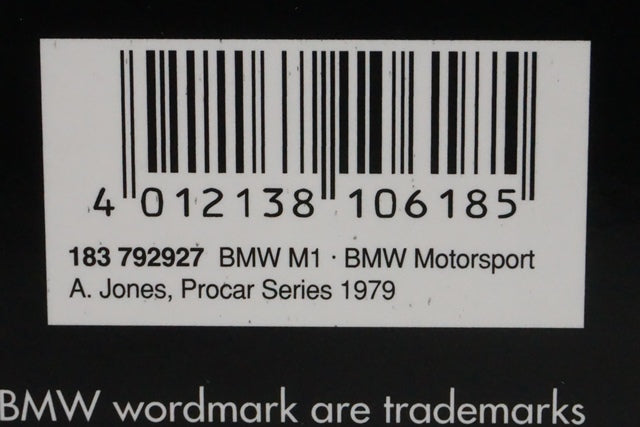 4 012138 106185
183 792927 BMW M1 · BMW Motorsport
A. Jones, Procar Series 1979
BMW wordmark are trademarks